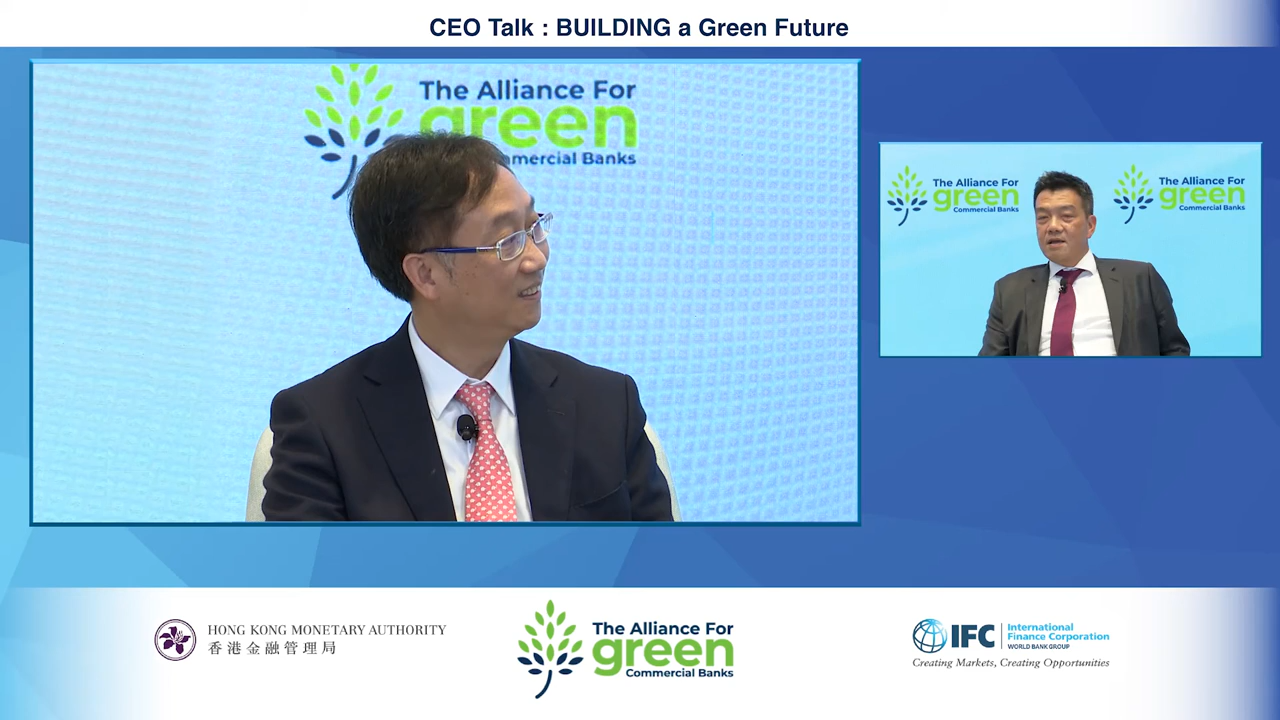 CEO Talk : BUILDING a Green Future
The Alliance For
green
mmercial Banks
The Alliance For
green
Commercial Banks
The Alliance For
green
Commercial Banks
HONG KONG MONETARY AUTHORITY
香港金融管理局
The Alliance For
green
Commercial Banks
IFC
International
Finance Corporation
WORLD BANK GROUP
Creating Markets, Creating Opportunities